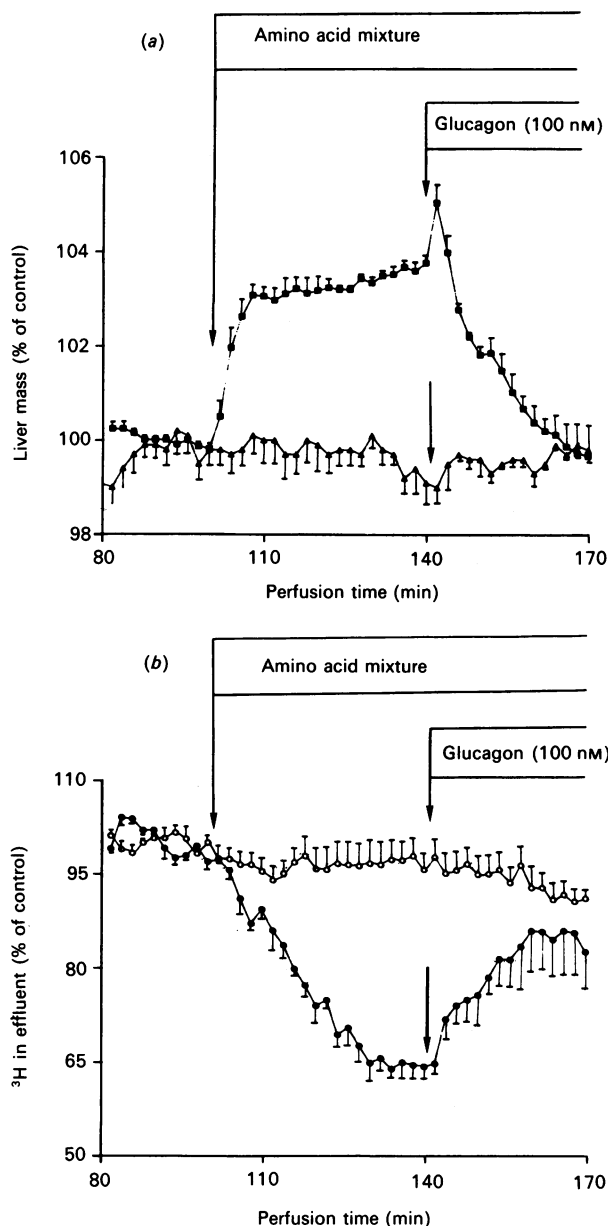 (a)
Amino acid mixture
Glucagon (100 nM)
106
104
102
100
98
Liver mass (% of control)
80
110
140
170
Perfusion time (min)
(b)
Amino acid mixture
Glucagon (100 nM)
110
95
80
65
50
³H in effluent (% of control)
80
110
140
170
Perfusion time (min)